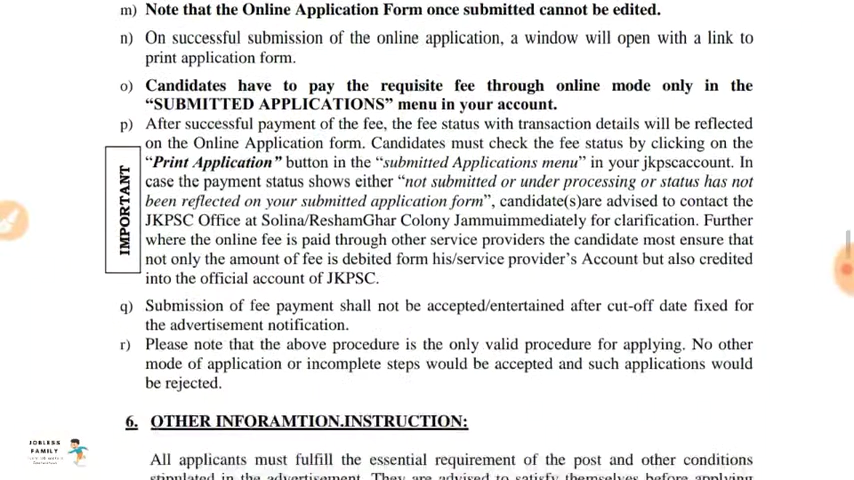 m) Note that the Online Application Form once submitted cannot be edited.
n) On successful submission of the online application, a window will open with a link to
print application form.
o) Candidates have to pay the requisite fee through online mode only in the
“SUBMITTED APPLICATIONS” menu in your account.
p) After successful payment of the fee, the fee status with transaction details will be reflected
on the Online Application form. Candidates must check the fee status by clicking on the
“Print Application” button in the “submitted Applications menu” in your jkpscaccount. In
case the payment status shows either “not submitted or under processing or status has not
been reflected on your submitted application form”, candidate(s)are advised to contact the
JKPSC Office at Solina/ReshamGhar Colony Jammuimmediately for clarification. Further
where the online fee is paid through other service providers the candidate most ensure that
not only the amount of fee is debited form his/service provider’s Account but also credited
into the official account of JKPSC.
IMPORTANT
q) Submission of fee payment shall not be accepted/entertained after cut-off date fixed for
the advertisement notification.
r) Please note that the above procedure is the only valid procedure for applying. No other
mode of application or incomplete steps would be accepted and such applications would
be rejected.
6. OTHER INFORAMTION.INSTRUCTION:
All applicants must fulfill the essential requirement of the post and other conditions
stipulated in the advertisement. They are advised to satisfy themselves before applying
JOBLESS
FAMILY